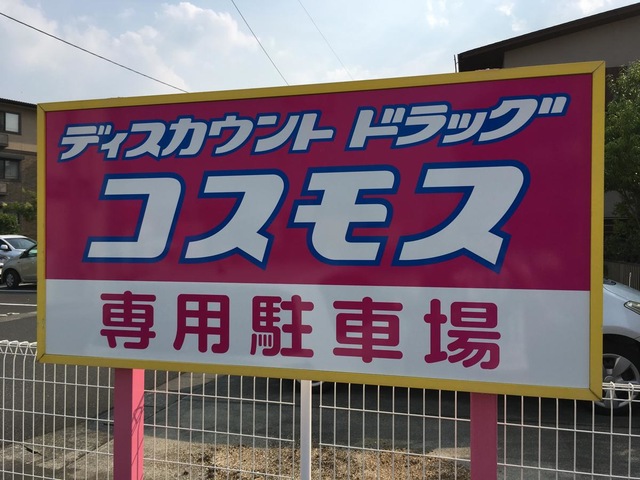 ディスカウント ドラッグ
コスモス
専用駐車場